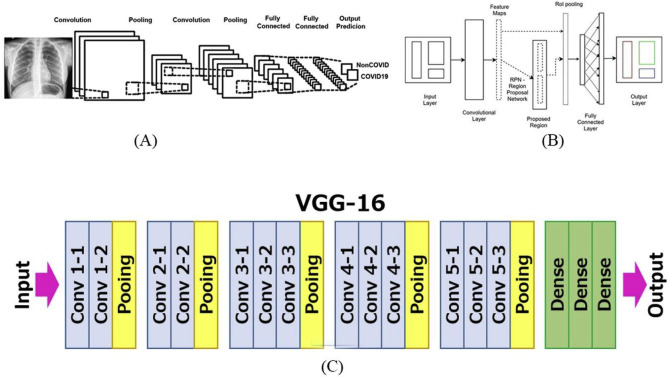 Convolution Pooling Convolution Pooling Fully Connected Fully Connected Output Predicion
NonCOVID
COVID19
(A)
Feature Maps
RoI pooling
RPN - Region Proposal Network
Input Layer
Convolutional Layer
Proposed Region
Fully Connected Layer
Output Layer
(B)
VGG-16
Input
Conv 1-1
Conv 1-2
Pooing
Conv 2-1
Conv 2-2
Pooing
Conv 3-1
Conv 3-2
Conv 3-3
Pooing
Conv 4-1
Conv 4-2
Conv 4-3
Pooing
Conv 5-1
Conv 5-2
Conv 5-3
Pooing
Dense
Dense
Dense
Output
(C)